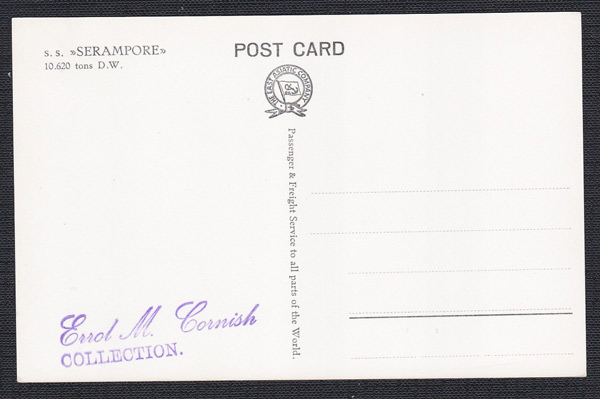 s. s. »SERAMPORE»
10.620 tons D.W.
POST CARD
THE EAST ASIATIC COMPANY
Passenger & Freight Service to all parts of the World.
Errol M. Cornish
COLLECTION.